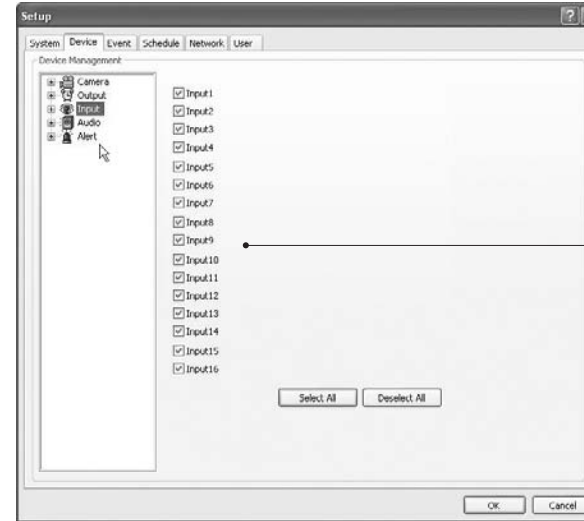 Setup
System Device Event Schedule Network User
Device Management
Camera
Output
Input
Audio
Alert
Input1
Input2
Input3
Input4
Input5
Input6
Input7
Input8
Input9
Input10
Input11
Input12
Input13
Input14
Input15
Input16
Select All Deselect All
OK Cancel